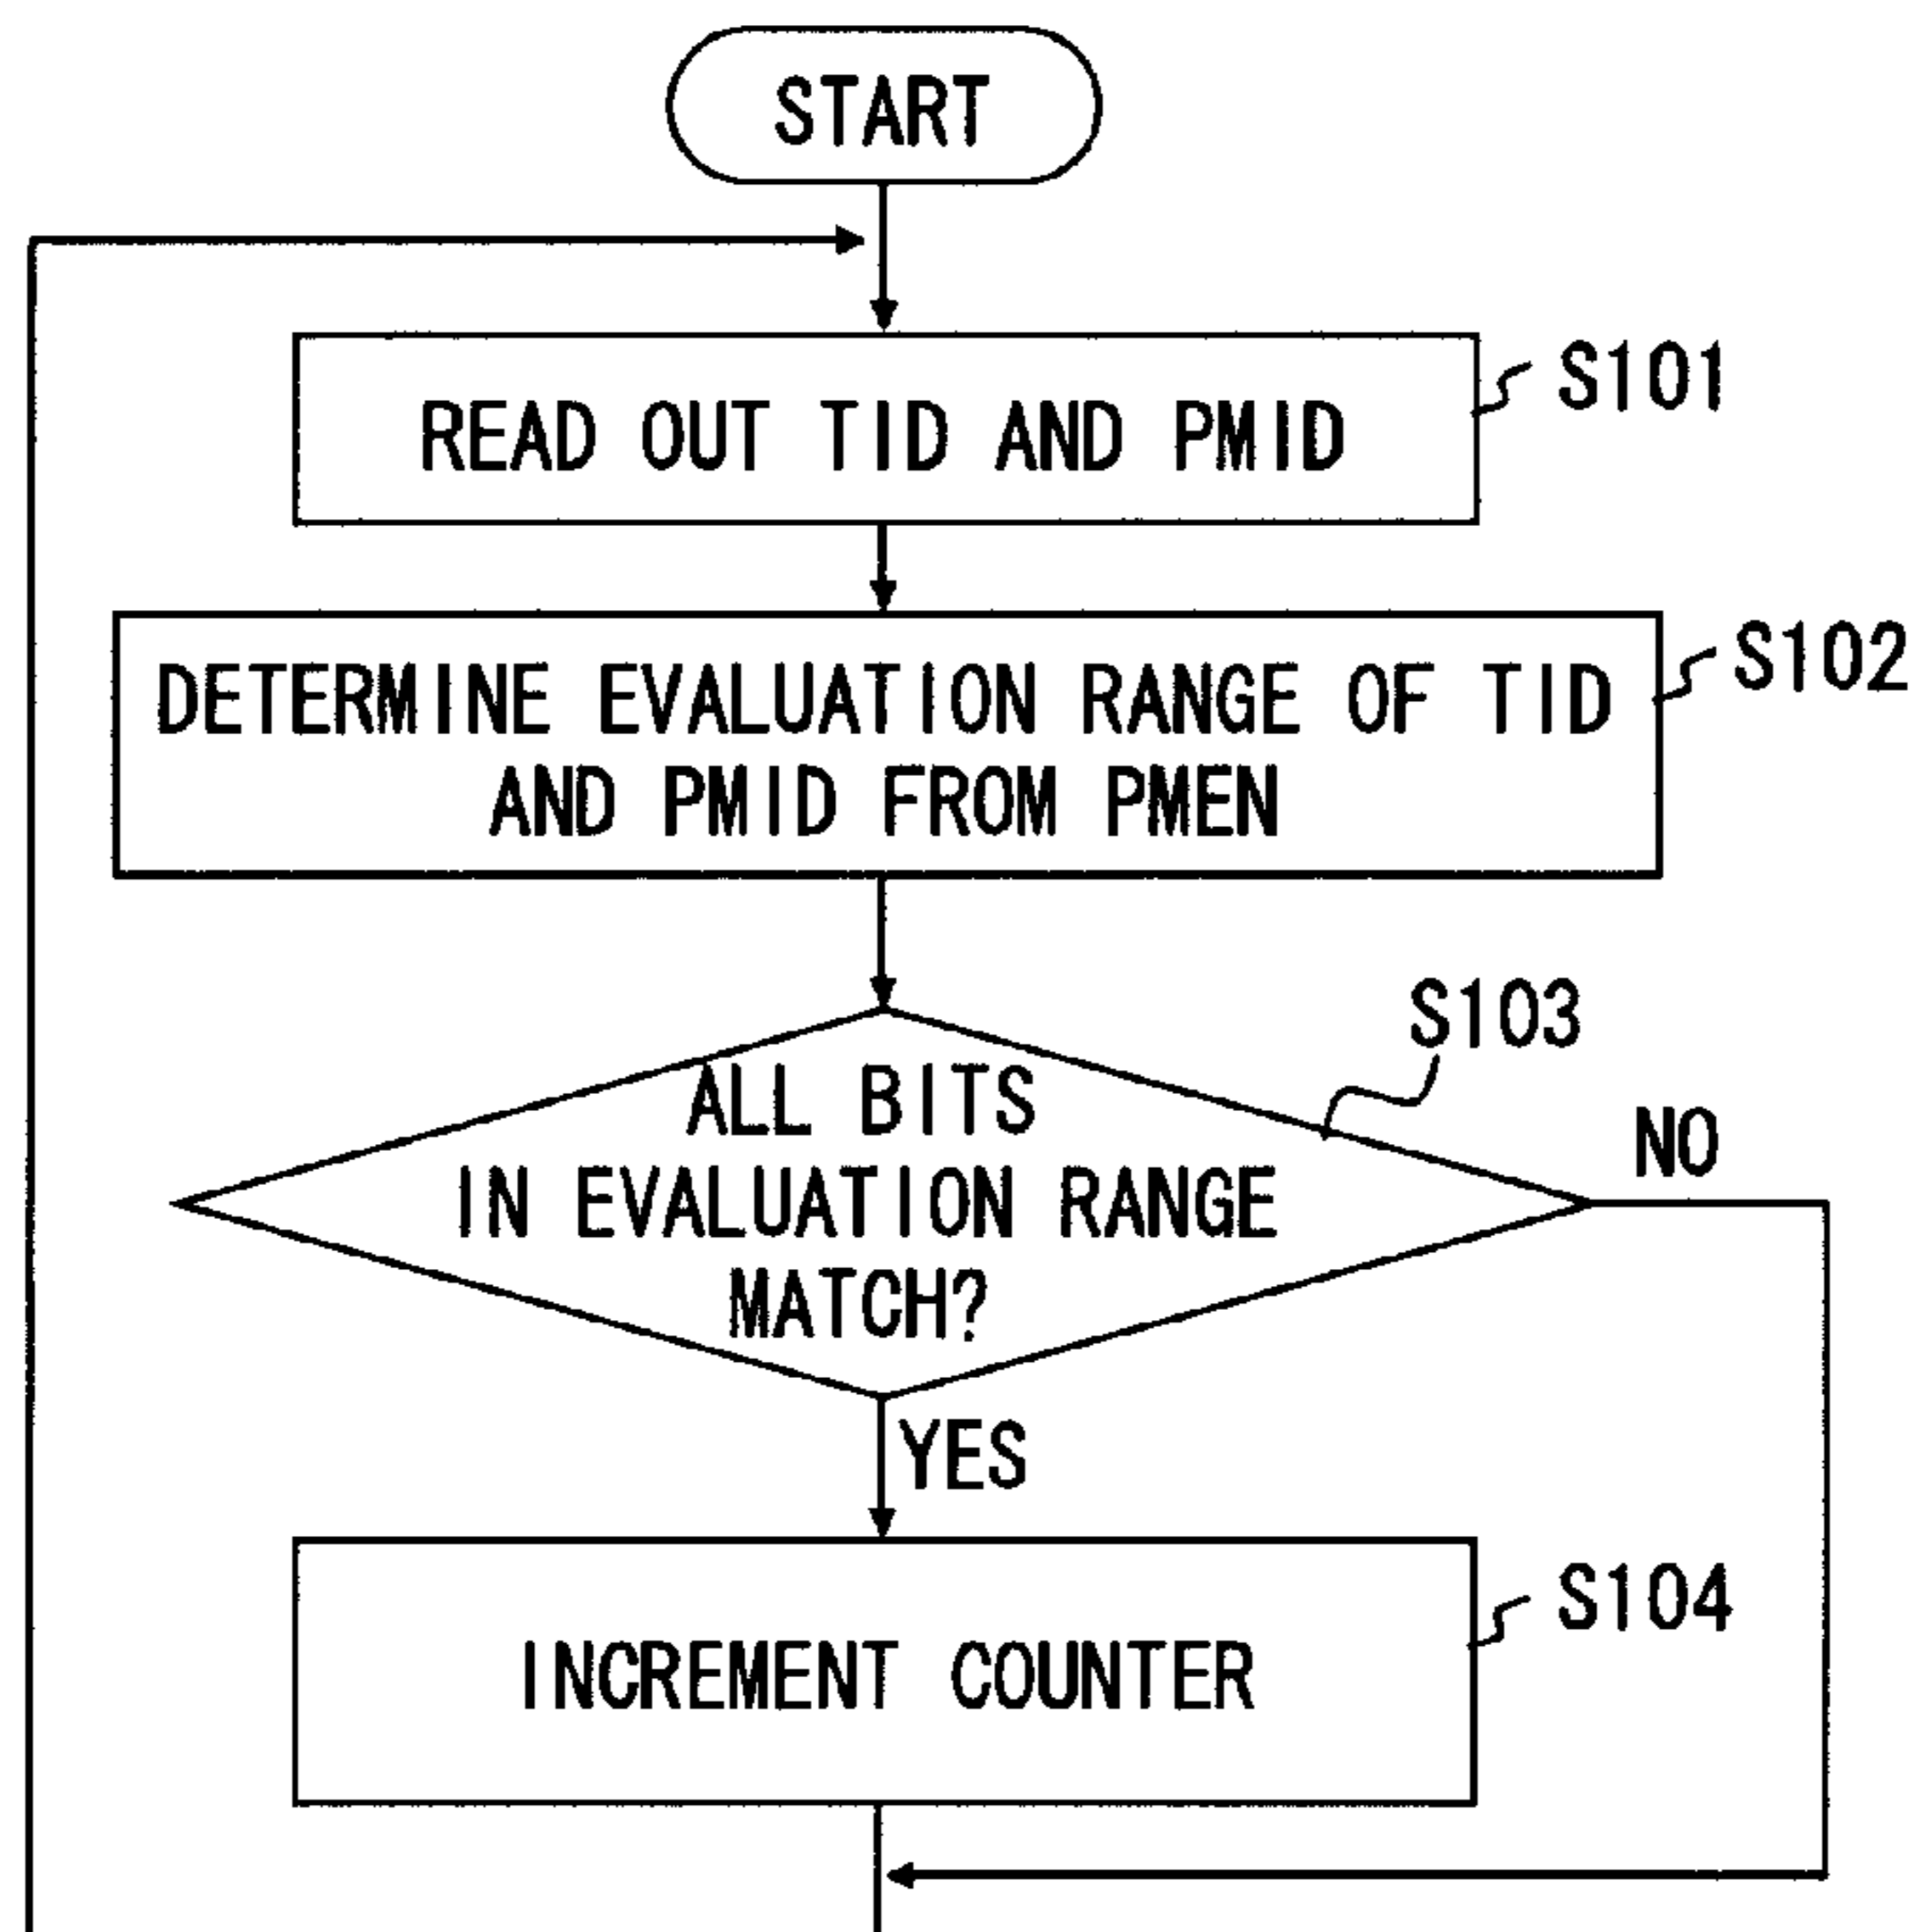 START
READ OUT TID AND PMID
S101
DETERMINE EVALUATION RANGE OF TID
AND PMID FROM PMEN
S102
S103
ALL BITS
IN EVALUATION RANGE
MATCH?
NO
YES
INCREMENT COUNTER
S104